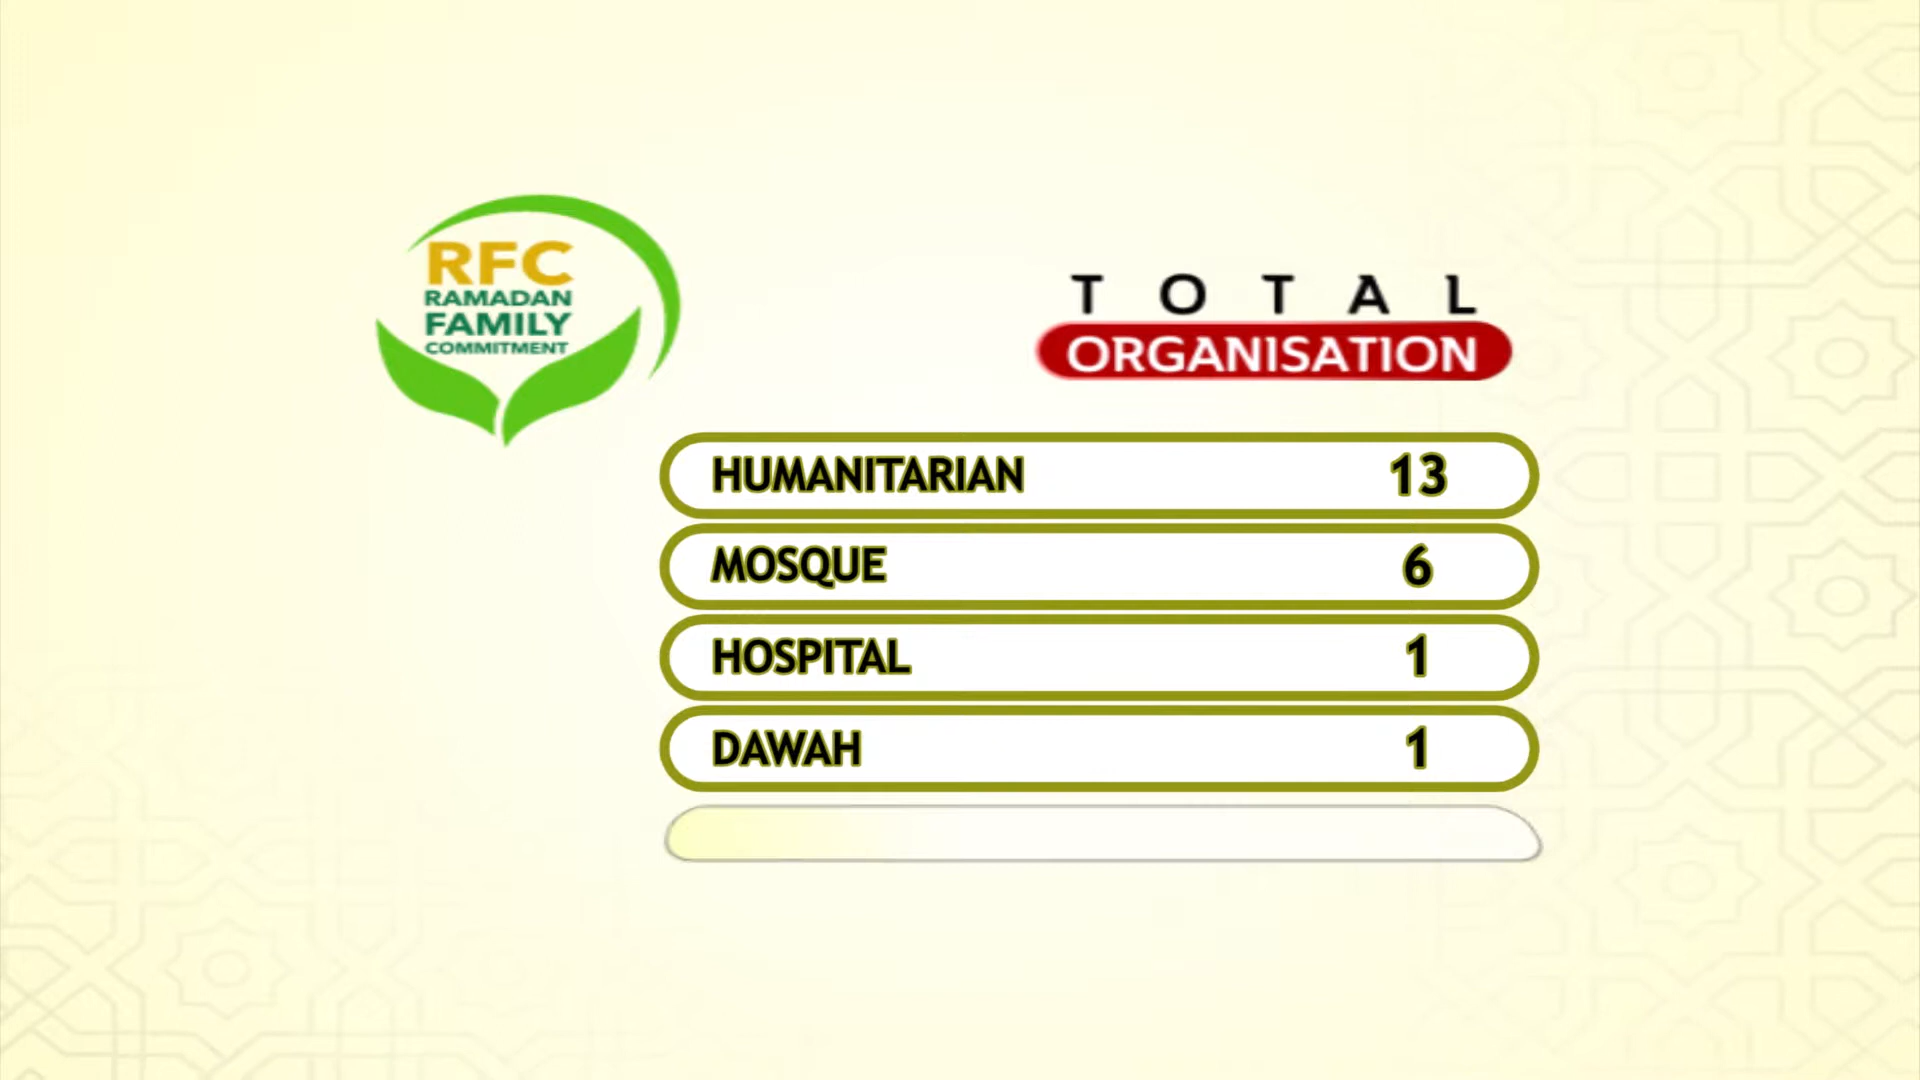 RFC
RAMADAN
FAMILY
COMMITMENT
TOTAL
ORGANISATION
HUMANITARIAN 13
MOSQUE 6
HOSPITAL 1
DAWAH 1